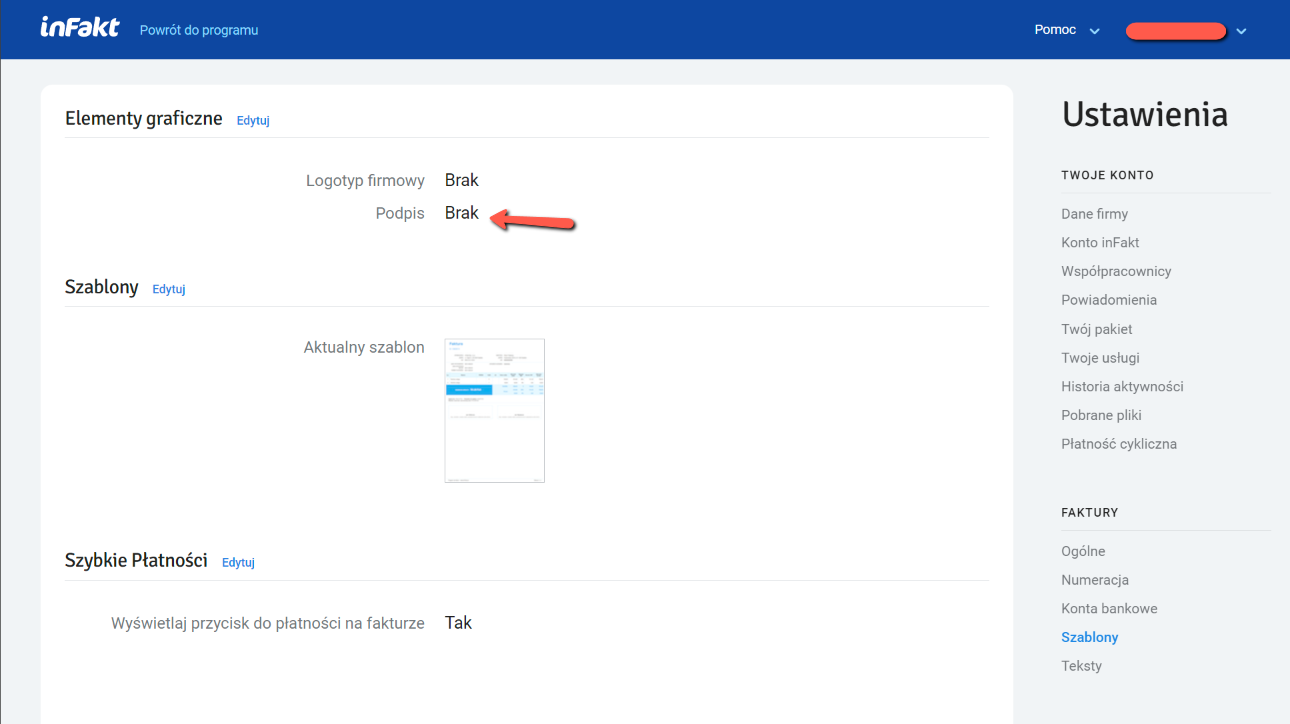 inFakt Powrót do programu Pomoc
Elementy graficzne Edytuj
Logotyp firmowy Brak
Podpis Brak
Szablony Edytuj
Aktualny szablon
Szybkie Płatności Edytuj
Wyświetlaj przycisk do płatności na fakturze Tak
Ustawienia
TWOJE KONTO
Dane firmy
Konto inFakt
Współpracownicy
Powiadomienia
Twój pakiet
Twoje usługi
Historia aktywności
Pobrane pliki
Płatność cykliczna
FAKTURY
Ogólne
Numeracja
Konta bankowe
Szablony
Teksty